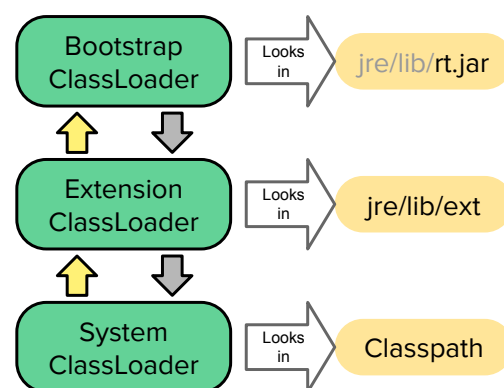 Bootstrap
ClassLoader
Looks
in
jre/lib/rt.jar
Extension
ClassLoader
Looks
in
jre/lib/ext
System
ClassLoader
Looks
in
Classpath